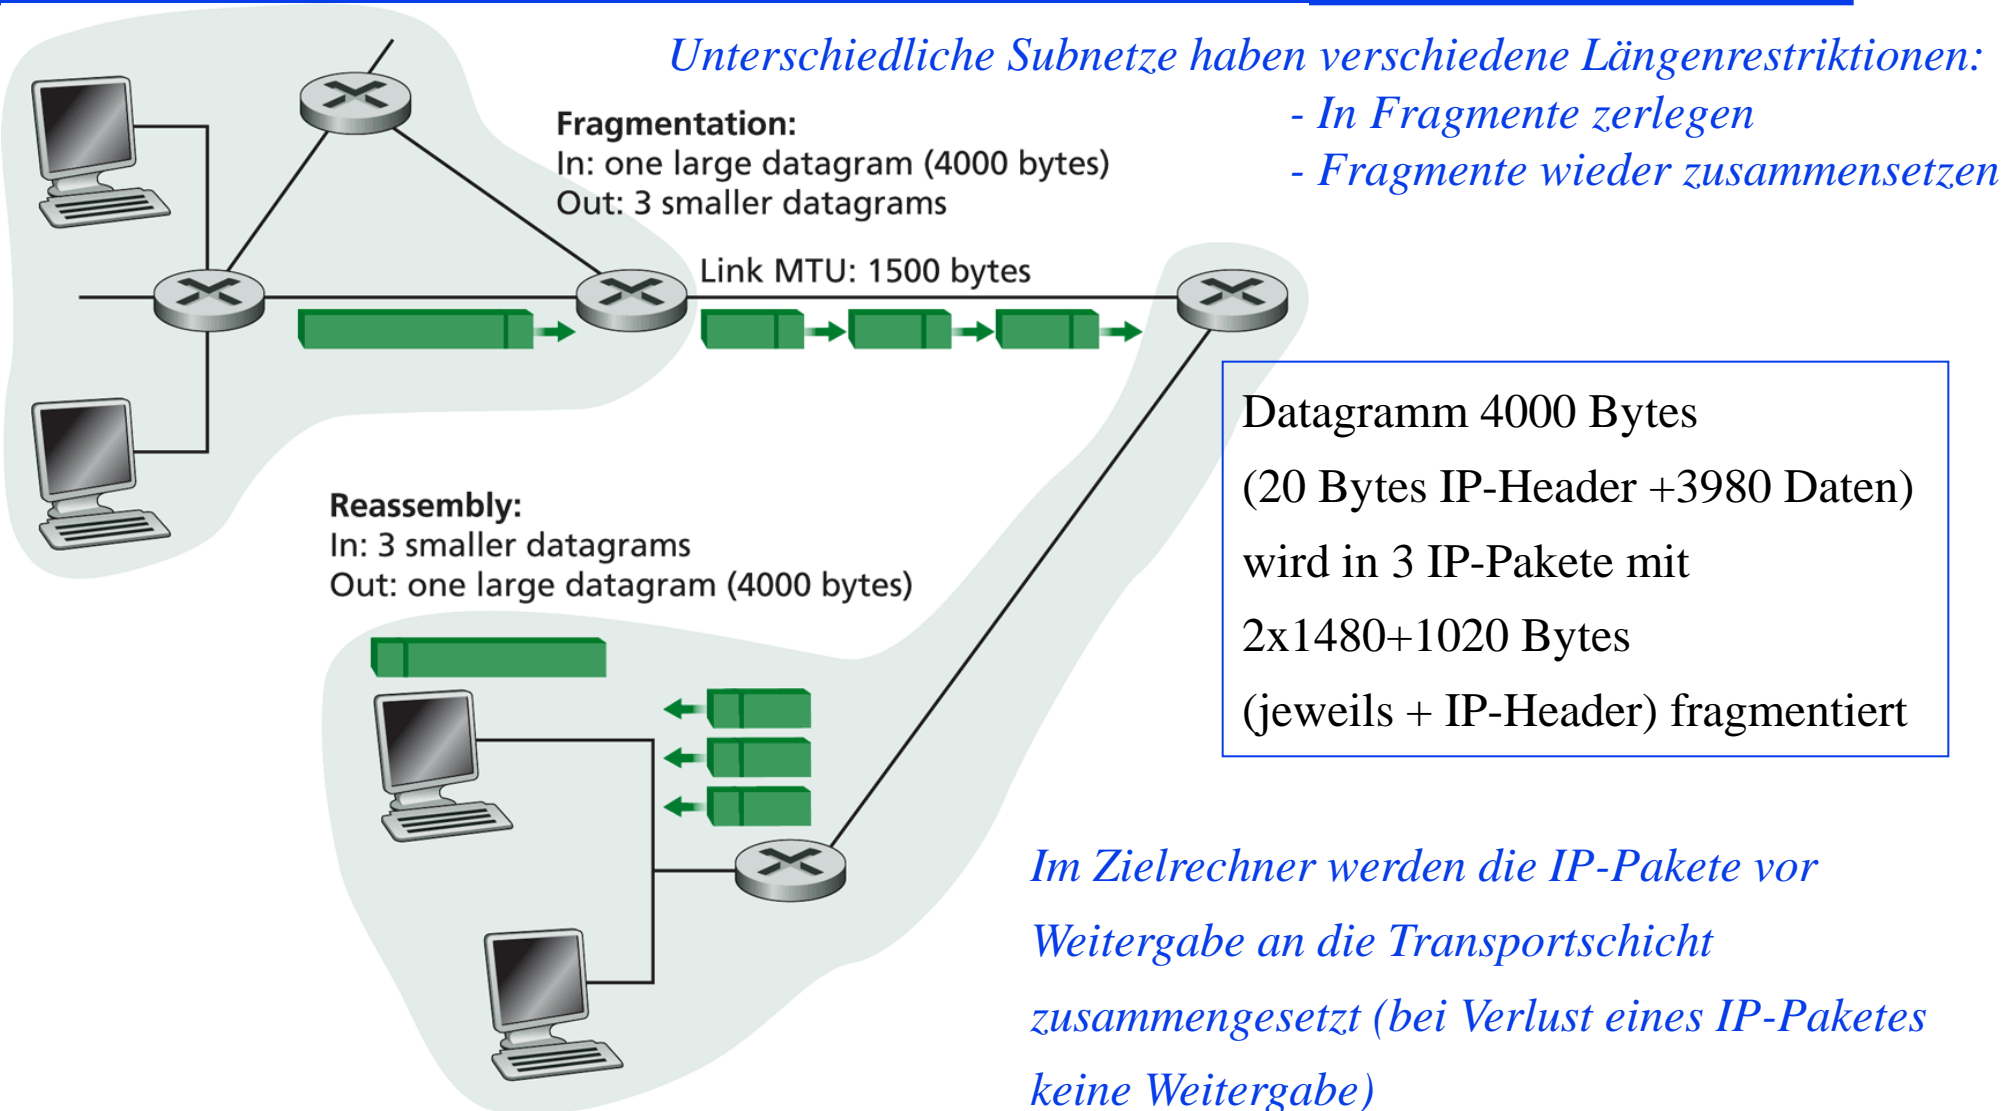 Unterschiedliche Subnetze haben verschiedene Längenrestriktionen:
- In Fragmente zerlegen
- Fragmente wieder zusammensetzen
Fragmentation:
In: one large datagram (4000 bytes)
Out: 3 smaller datagrams
Link MTU: 1500 bytes
Datagramm 4000 Bytes
(20 Bytes IP-Header +3980 Daten)
wird in 3 IP-Pakete mit
2x1480+1020 Bytes
(jeweils + IP-Header) fragmentiert
Reassembly:
In: 3 smaller datagrams
Out: one large datagram (4000 bytes)
Im Zielrechner werden die IP-Pakete vor
Weitergabe an die Transportschicht
zusammengesetzt (bei Verlust eines IP-Paketes
keine Weitergabe)